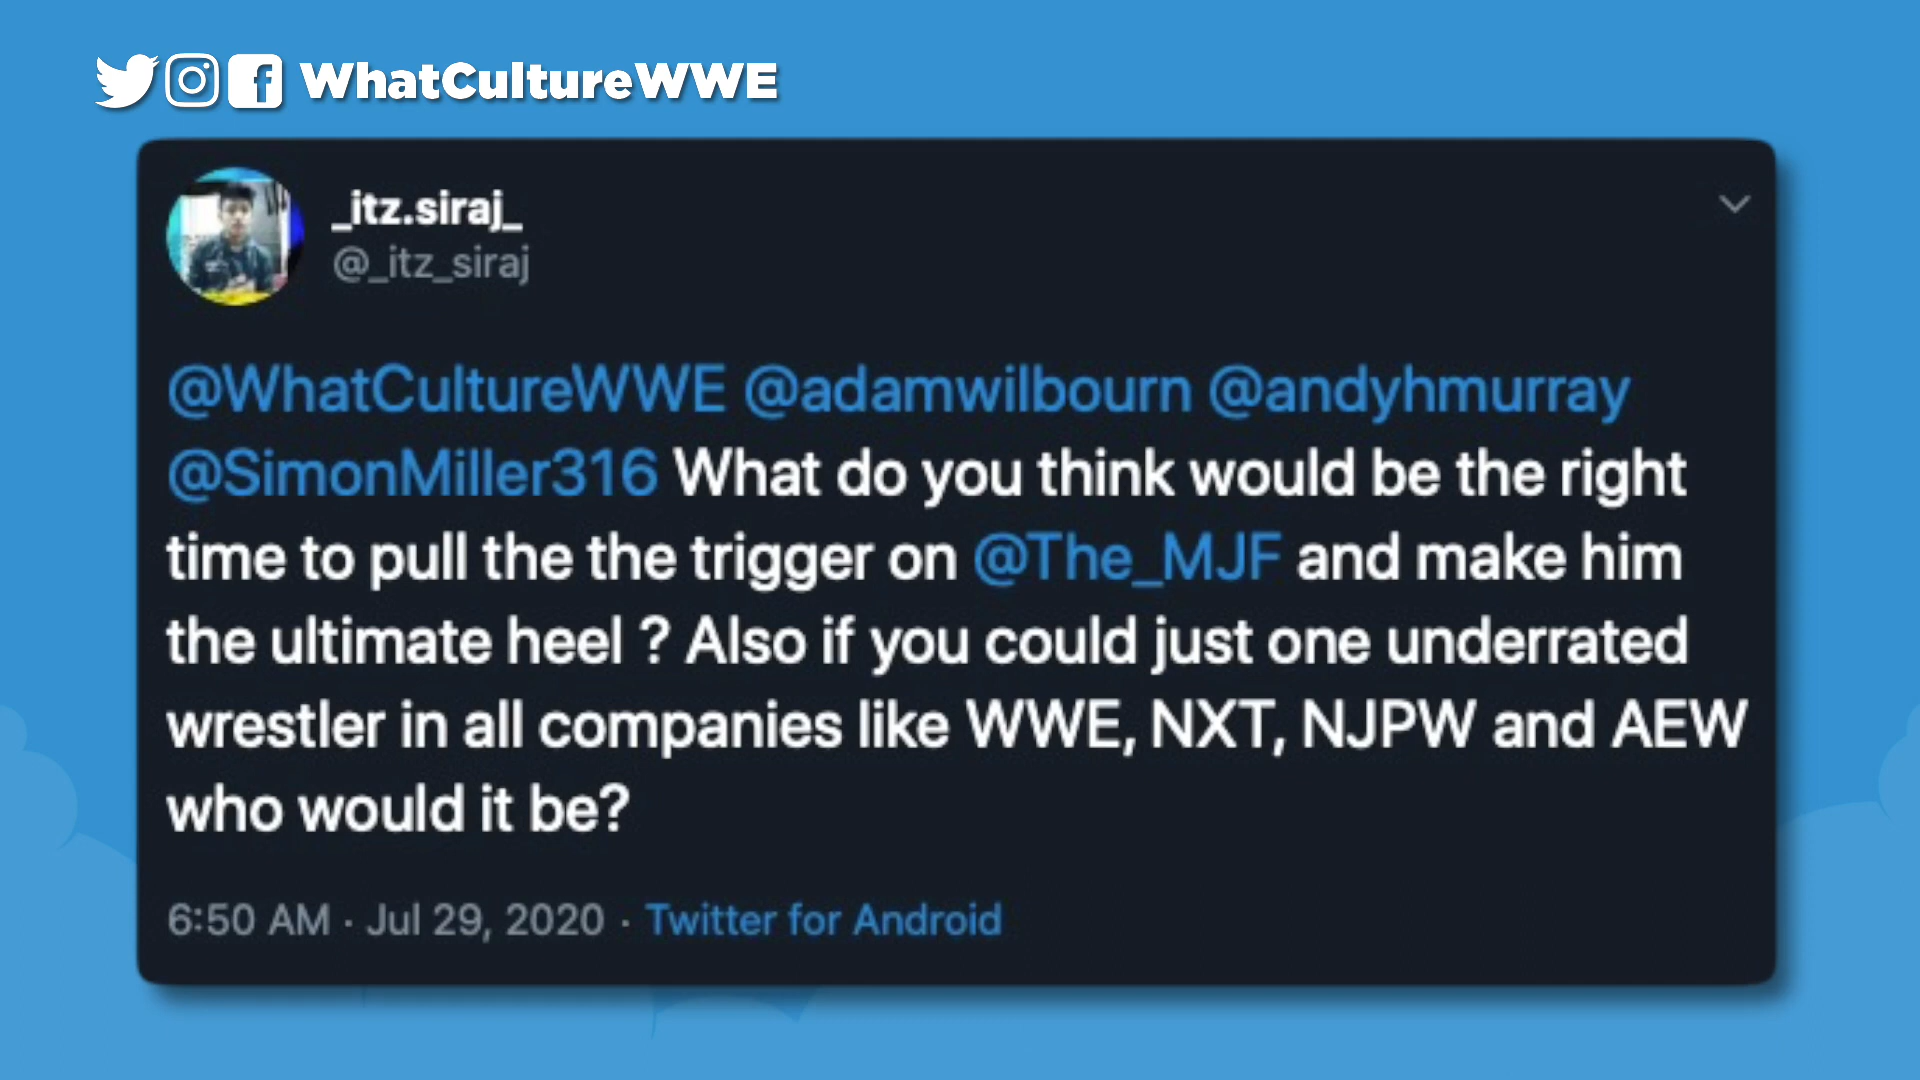 WhatCultureWWE
_itz.siraj_
@_itz_siraj
@WhatCultureWWE @adamwilbourn @andyhmurray
@SimonMiller316 What do you think would be the right
time to pull the the trigger on @The_MJF and make him
the ultimate heel ? Also if you could just one underrated
wrestler in all companies like WWE, NXT, NJPW and AEW
who would it be?
6:50 AM · Jul 29, 2020 · Twitter for Android